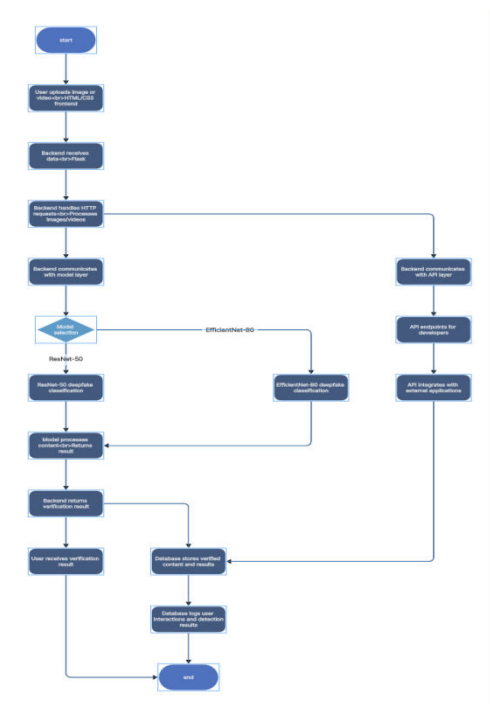 start
User uploads image or
video<br>HTML/CSS
frontend
Backend receives
data<br>Flask
Backend handles HTTP
requests<br>Processes
images/videos
Backend communicates
with model layer
Backend communicates
with API layer
Model
selection
EfficientNet-B0
API endpoints for
developers
ResNet-50
ResNet-50 deepfake
classification
EfficientNet-B0 deepfake
classification
API integrates with
external applications
Model processes
content<br>Returns
result
Backend returns
verification result
User receives verification
result
Database stores verified
content and results
Database logs user
interactions and detection
results
end